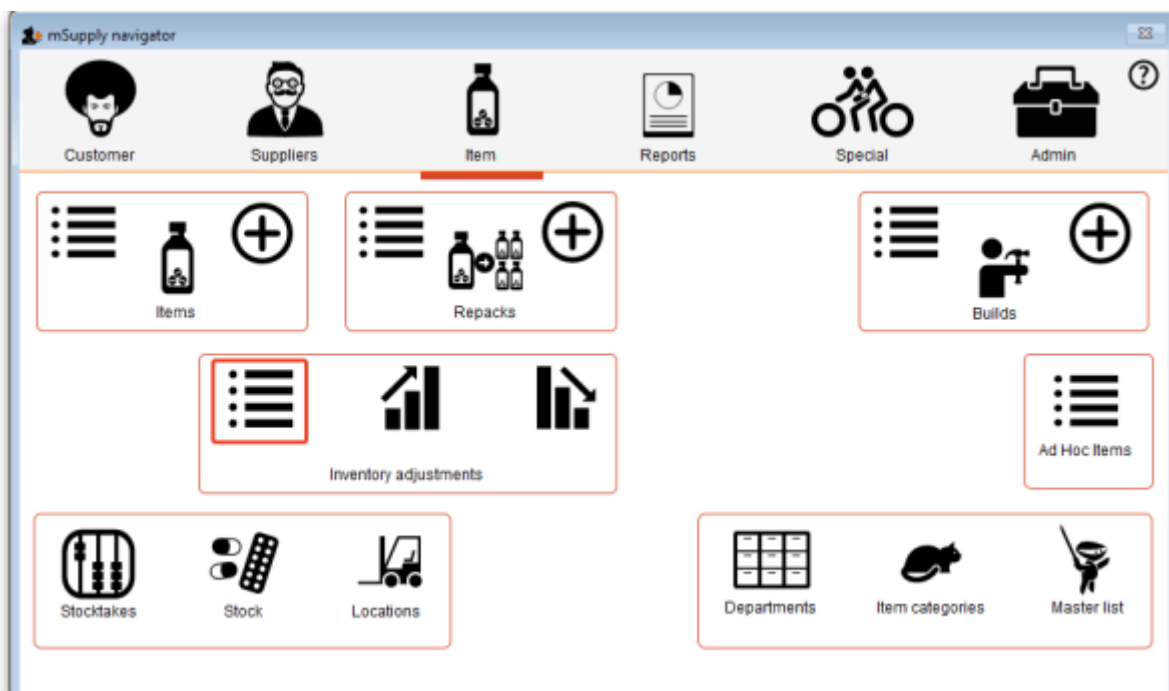 mSupply navigator
Customer
Suppliers
Item
Reports
Special
Admin
?
Items
Repacks
Builds
Inventory adjustments
Ad Hoc Items
Stocktakes
Stock
Locations
Departments
Item categories
Master list